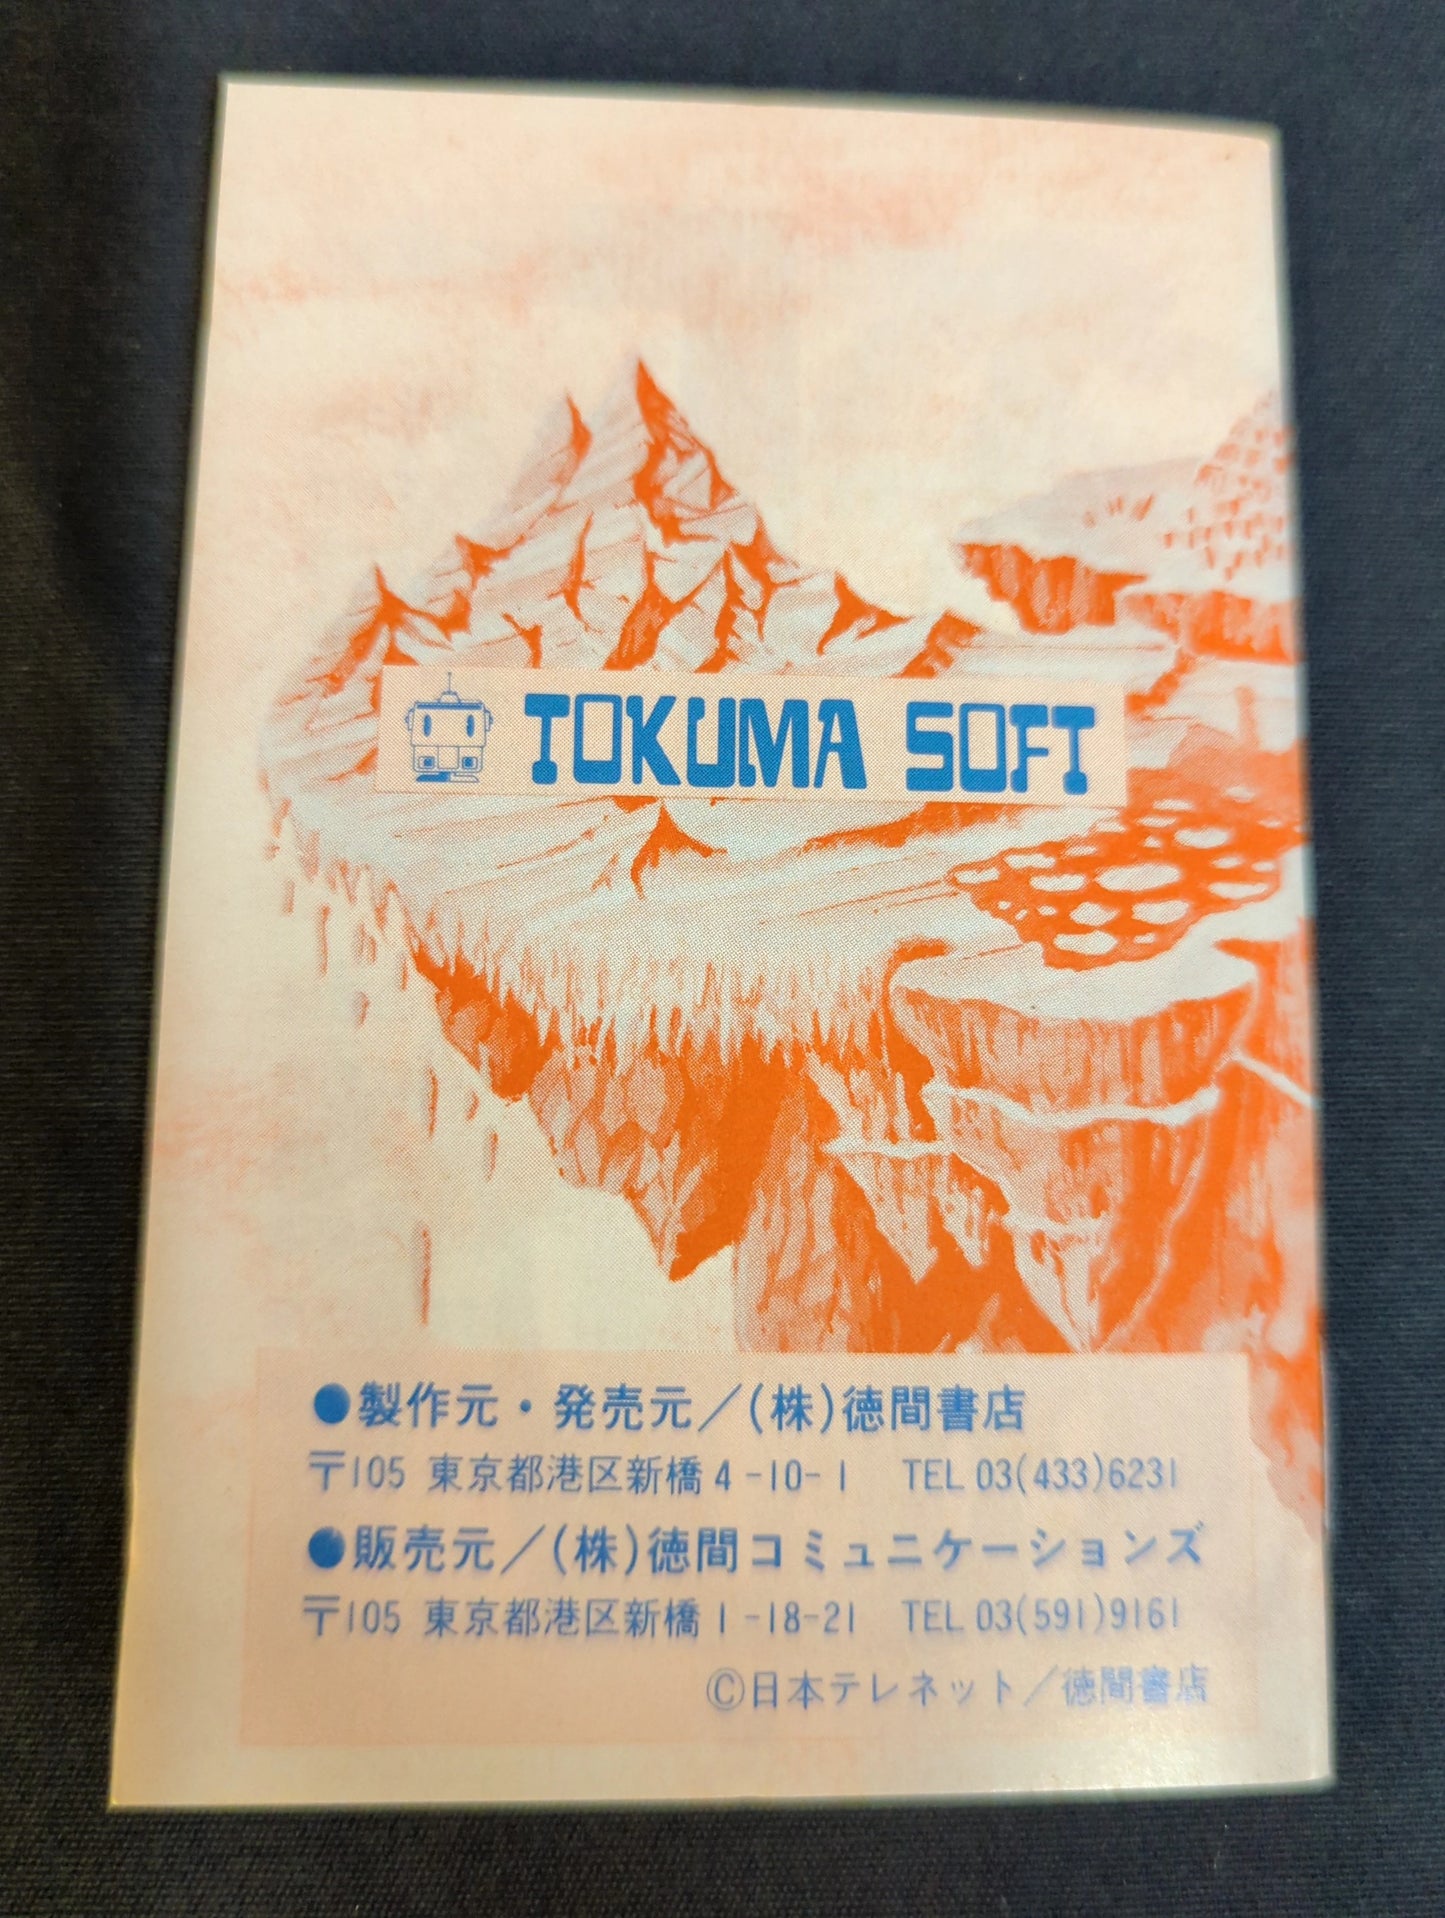 TOKUMA SOFT
●製作元・発売元／(株)徳間書店
〒105 東京都港区新橋4-10-1 TEL 03(433)6231
●販売元／(株)徳間コミュニケーションズ
〒105 東京都港区新橋1-18-21 TEL 03(591)9161
©日本テレネット／徳間書店